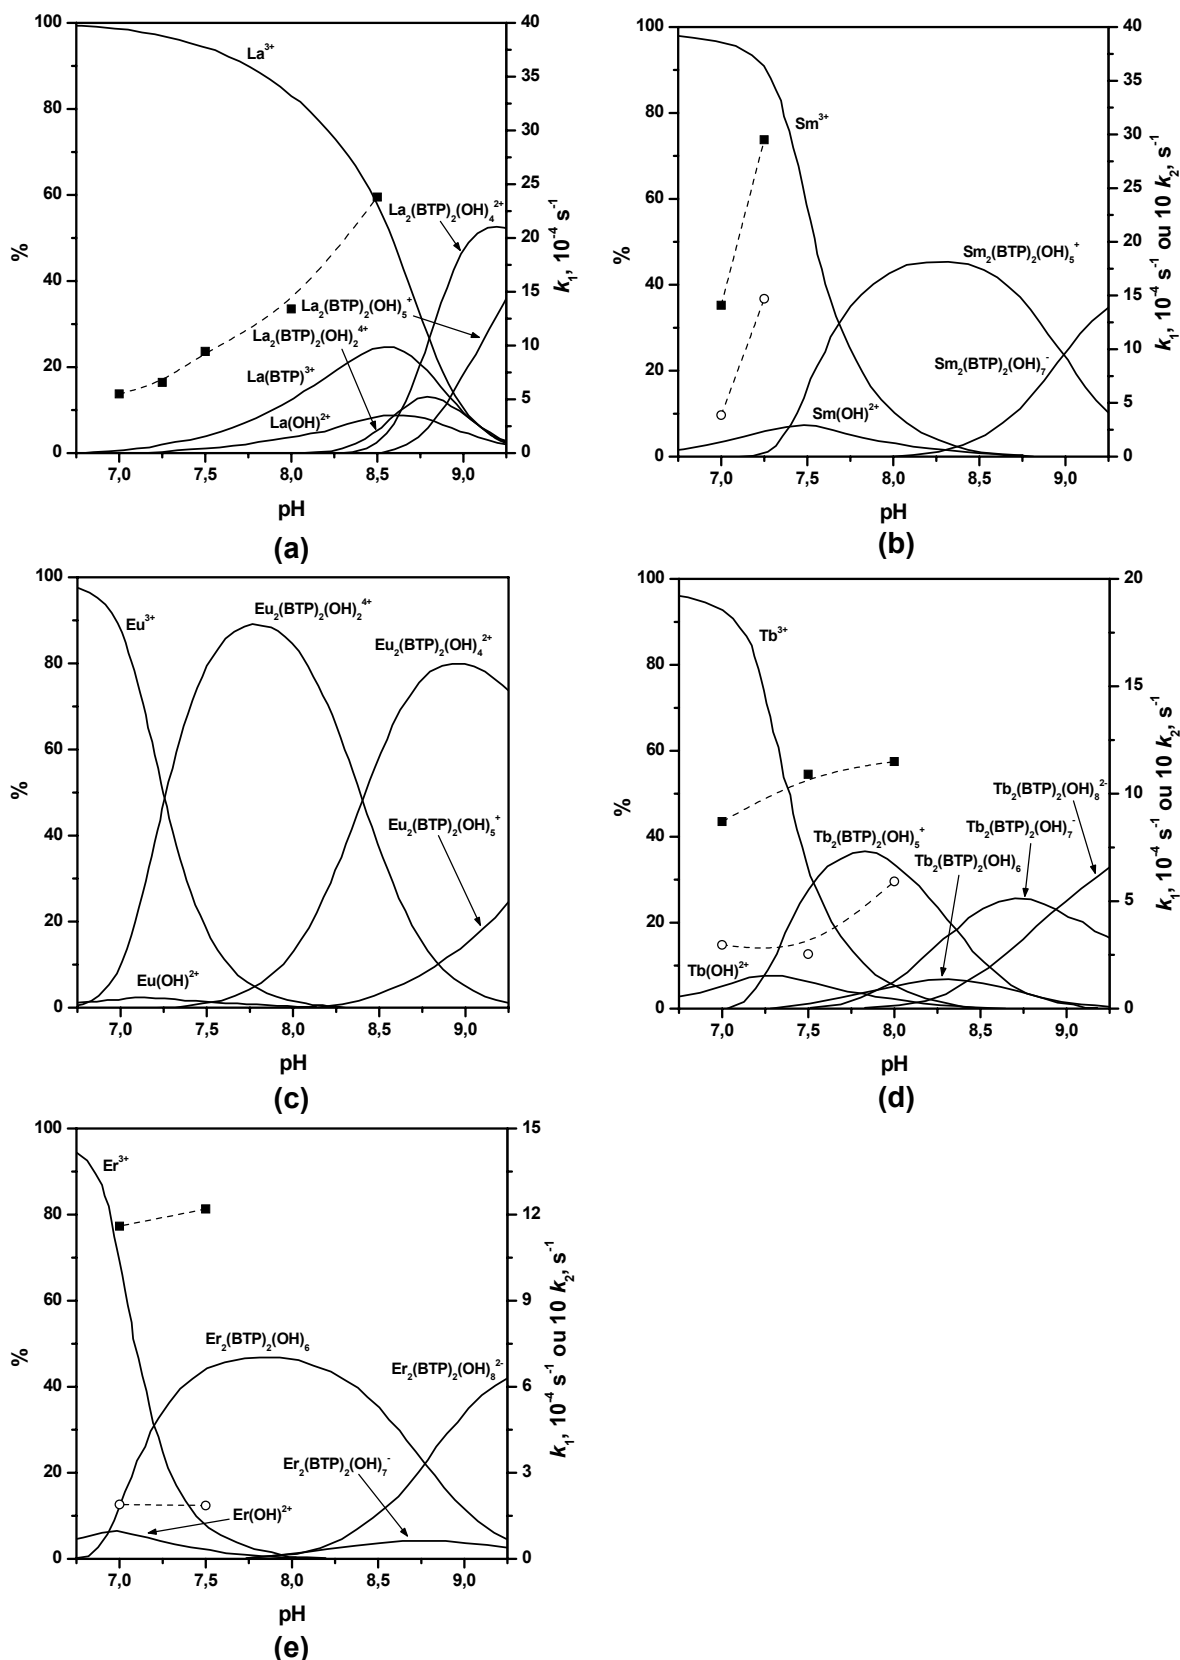 100
80
60
40
20
0
%
7,0 7,5 8,0 8,5 9,0
pH
40
35
30
25
20
15
10
5
0
k₁, 10⁻⁴ s⁻¹
La³⁺
La₂(BTP)₂(OH)₄²⁺
La₂(BTP)₂(OH)₅⁺
La₂(BTP)₂(OH)₂⁴⁺
La(BTP)³⁺
La(OH)²⁺
(a)
100
80
60
40
20
0
%
7,0 7,5 8,0 8,5 9,0
pH
40
35
30
25
20
15
10
5
0
k₁, 10⁻⁴ s⁻¹ ou 10 k₂, s⁻¹
Sm³⁺
Sm₂(BTP)₂(OH)₅⁺
Sm₂(BTP)₂(OH)₇⁻
Sm(OH)²⁺
(b)
100
80
60
40
20
0
%
7,0 7,5 8,0 8,5 9,0
pH
Eu³⁺
Eu₂(BTP)₂(OH)₂⁴⁺
Eu₂(BTP)₂(OH)₄²⁺
Eu₂(BTP)₂(OH)₅⁺
Eu(OH)²⁺
(c)
100
80
60
40
20
0
%
7,0 7,5 8,0 8,5 9,0
pH
20
15
10
5
0
k₁, 10⁻⁴ s⁻¹ ou 10 k₂, s⁻¹
Tb³⁺
Tb₂(BTP)₂(OH)₈²⁻
Tb₂(BTP)₂(OH)₇⁻
Tb₂(BTP)₂(OH)₅⁺
Tb₂(BTP)₂(OH)₆
Tb(OH)²⁺
(d)
100
80
60
40
20
0
%
7,0 7,5 8,0 8,5 9,0
pH
15
12
9
6
3
0
k₁, 10⁻⁴ s⁻¹ ou 10 k₂, s⁻¹
Er³⁺
Er₂(BTP)₂(OH)₆
Er₂(BTP)₂(OH)₈²⁻
Er₂(BTP)₂(OH)₇⁻
Er(OH)²⁺
(e)